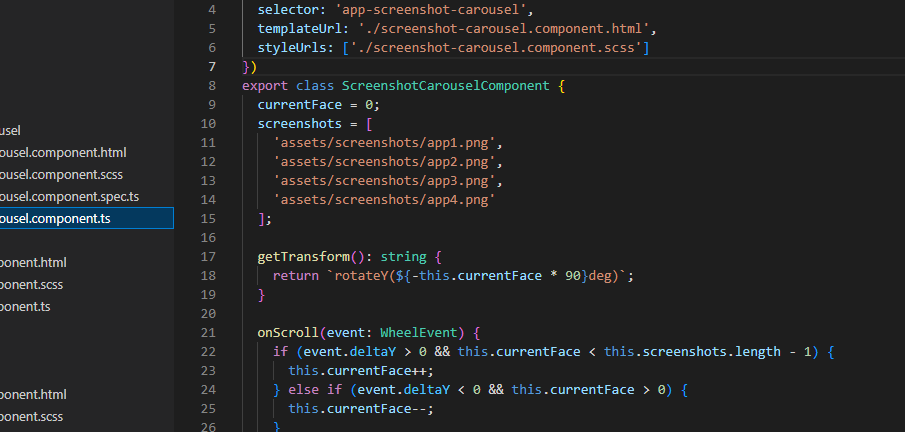 usel
ousel.component.html
ousel.component.scss
ousel.component.spec.ts
ousel.component.ts
ponent.html
ponent.scss
ponent.ts
ponent.html
ponent.scss
4 selector: 'app-screenshot-carousel',
5 templateUrl: './screenshot-carousel.component.html',
6 styleUrls: ['./screenshot-carousel.component.scss']
7 })
8 export class ScreenshotCarouselComponent {
9 currentFace = 0;
10 screenshots = [
11 'assets/screenshots/app1.png',
12 'assets/screenshots/app2.png',
13 'assets/screenshots/app3.png',
14 'assets/screenshots/app4.png'
15 ];
16
17 getTransform(): string {
18 return `rotateY(${-this.currentFace * 90}deg)`;
19 }
20
21 onScroll(event: WheelEvent) {
22 if (event.deltaY > 0 && this.currentFace < this.screenshots.length - 1) {
23 this.currentFace++;
24 } else if (event.deltaY < 0 && this.currentFace > 0) {
25 this.currentFace--;
26 }